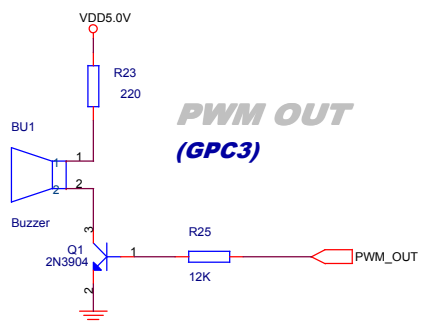 VDD5.0V
R23
220
PWM OUT
(GPC3)
BU1
1
1
2
2
Buzzer
3
Q1
2N3904
1
2
R25
12K
PWM_OUT